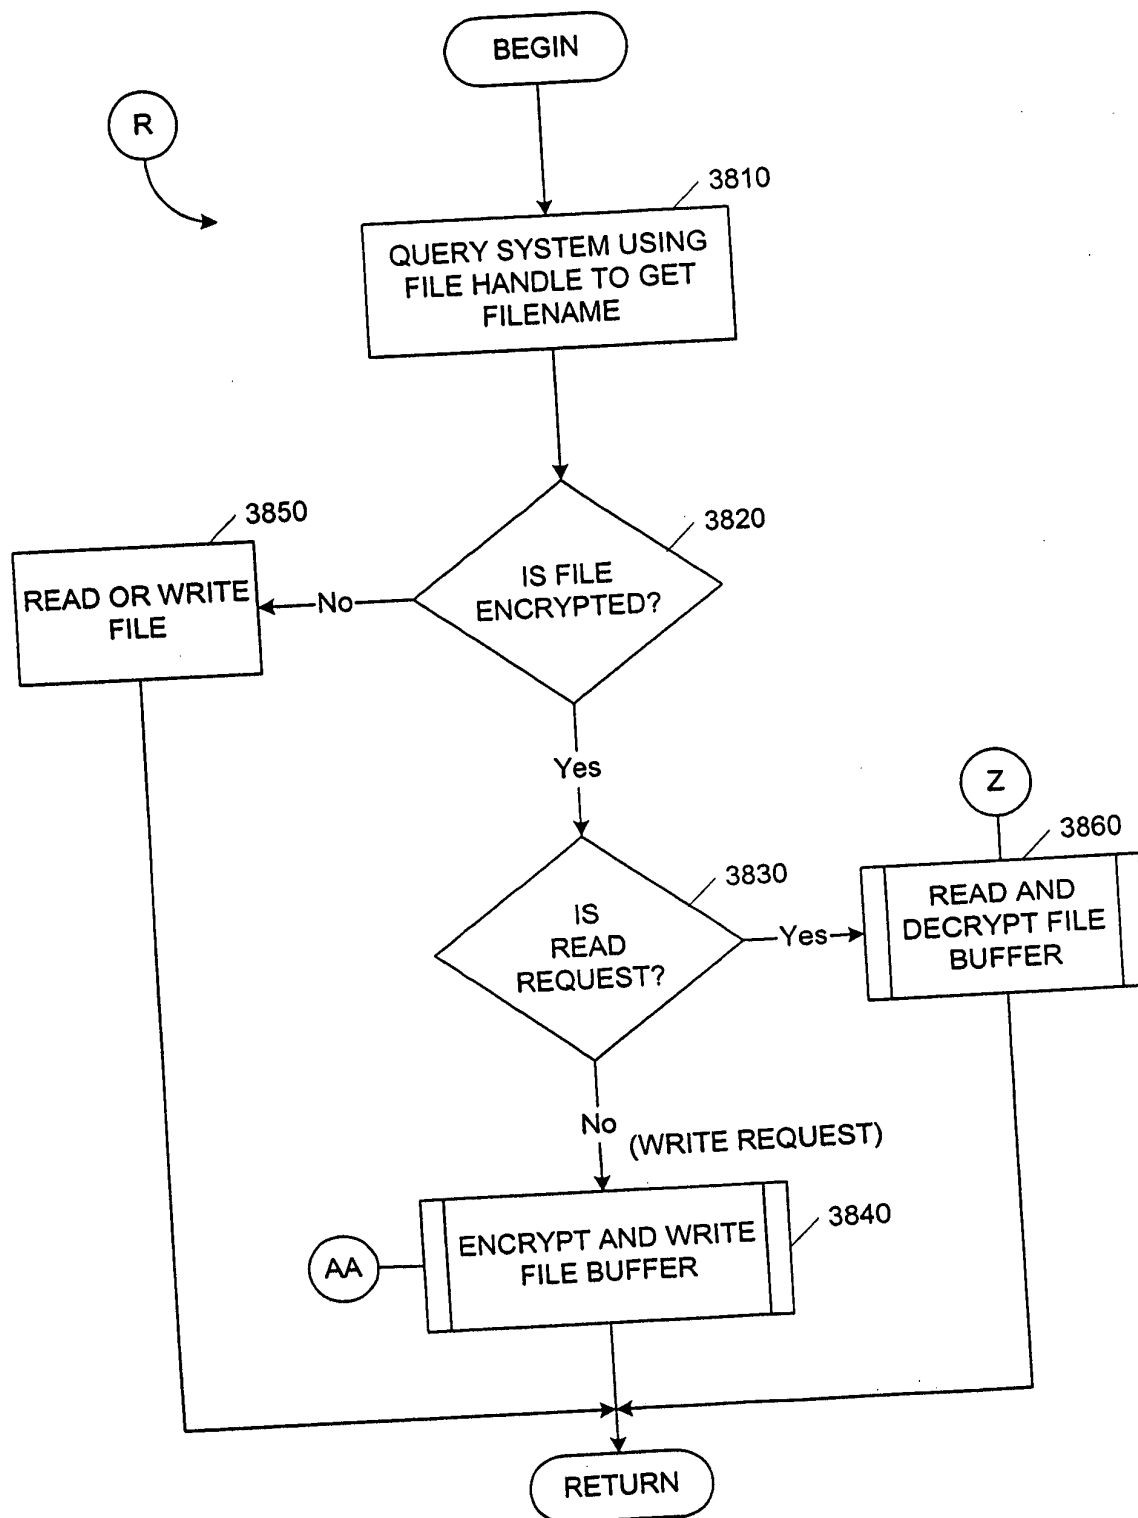 BEGIN
R
3810
QUERY SYSTEM USING
FILE HANDLE TO GET
FILENAME
3850
3820
READ OR WRITE
FILE
No
IS FILE
ENCRYPTED?
Yes
Z
3860
3830
READ AND
DECRYPT FILE
BUFFER
IS
READ
REQUEST?
Yes
No
(WRITE REQUEST)
3840
AA
ENCRYPT AND WRITE
FILE BUFFER
RETURN